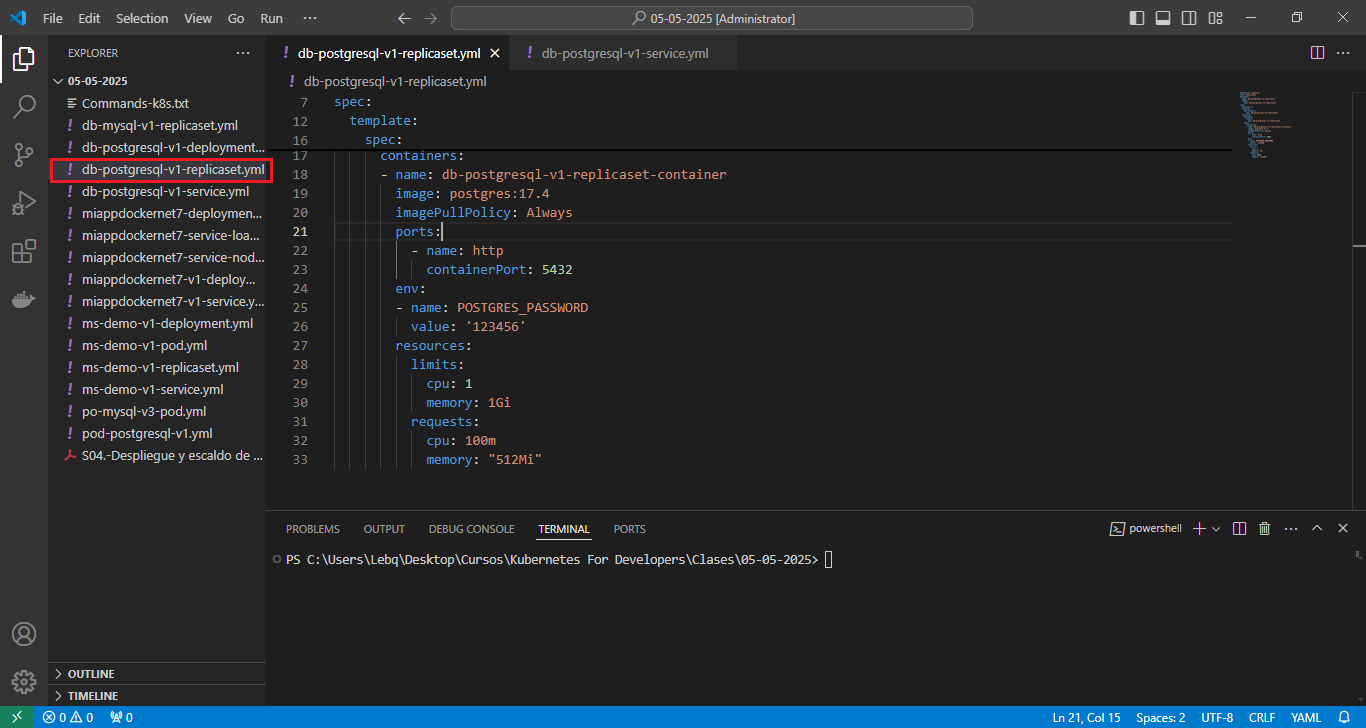 File Edit Selection View Go Run ··· 05-05-2025 [Administrator]
EXPLORER ···
05-05-2025
Commands-k8s.txt
! db-mysql-v1-replicaset.yml
! db-postgresql-v1-deployment...
! db-postgresql-v1-replicaset.yml
! db-postgresql-v1-service.yml
! miappdockernet7-deploymen...
! miappdockernet7-service-loa...
! miappdockernet7-service-nod...
! miappdockernet7-v1-deploy...
! miappdockernet7-v1-service.y...
! ms-demo-v1-deployment.yml
! ms-demo-v1-pod.yml
! ms-demo-v1-replicaset.yml
! ms-demo-v1-service.yml
! po-mysql-v3-pod.yml
! pod-postgresql-v1.yml
S04.-Despliegue y escaldo de ...
OUTLINE
TIMELINE
! db-postgresql-v1-replicaset.yml ! db-postgresql-v1-service.yml
! db-postgresql-v1-replicaset.yml
7 spec:
12 template:
16 spec:
17 containers:
18 - name: db-postgresql-v1-replicaset-container
19 image: postgres:17.4
20 imagePullPolicy: Always
21 ports:
22 - name: http
23 containerPort: 5432
24 env:
25 - name: POSTGRES_PASSWORD
26 value: '123456'
27 resources:
28 limits:
29 cpu: 1
30 memory: 1Gi
31 requests:
32 cpu: 100m
33 memory: "512Mi"
PROBLEMS OUTPUT DEBUG CONSOLE TERMINAL PORTS powershell
PS C:\Users\Lebq\Desktop\Cursos\Kubernetes For Developers\Clases\05-05-2025>
0 0 0 Ln 21, Col 15 Spaces: 2 UTF-8 CRLF YAML